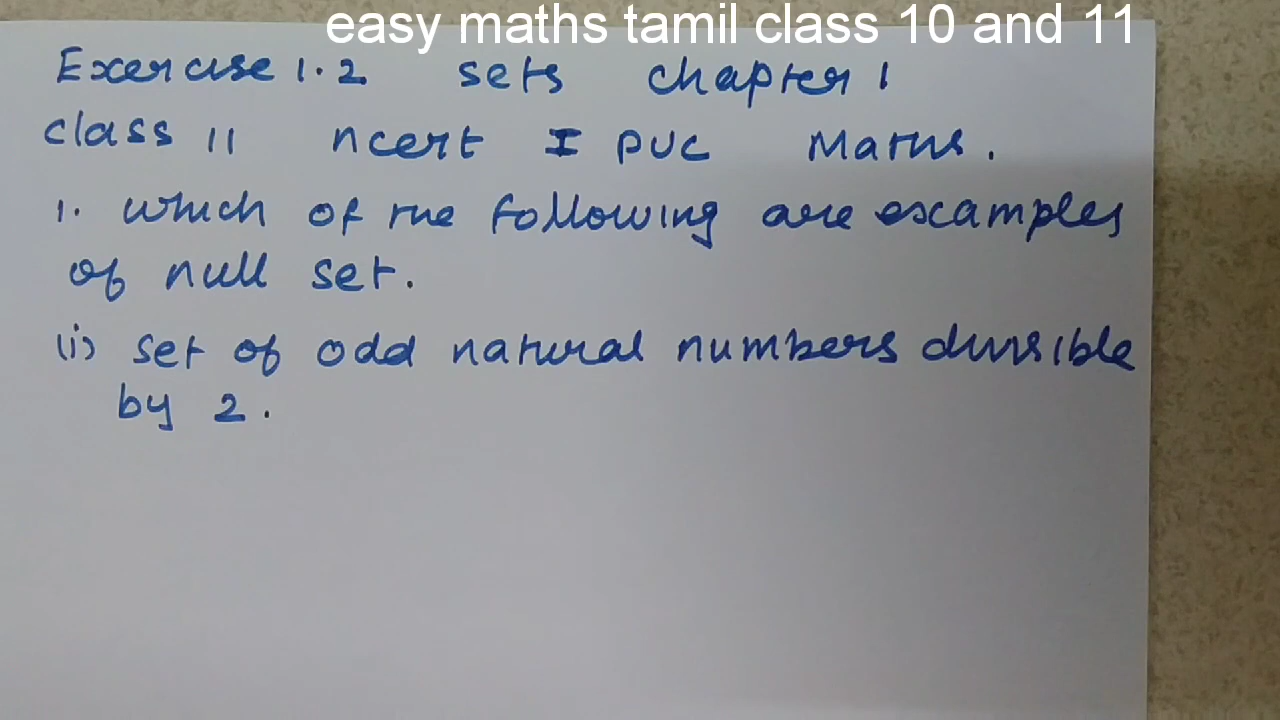 easy maths tamil class 10 and 11
Exercise 1.2 sets chapter 1
class 11 ncert I PUC Maths.
1. which of the following are examples
of null set.
(i) set of odd natural numbers divisible
by 2.